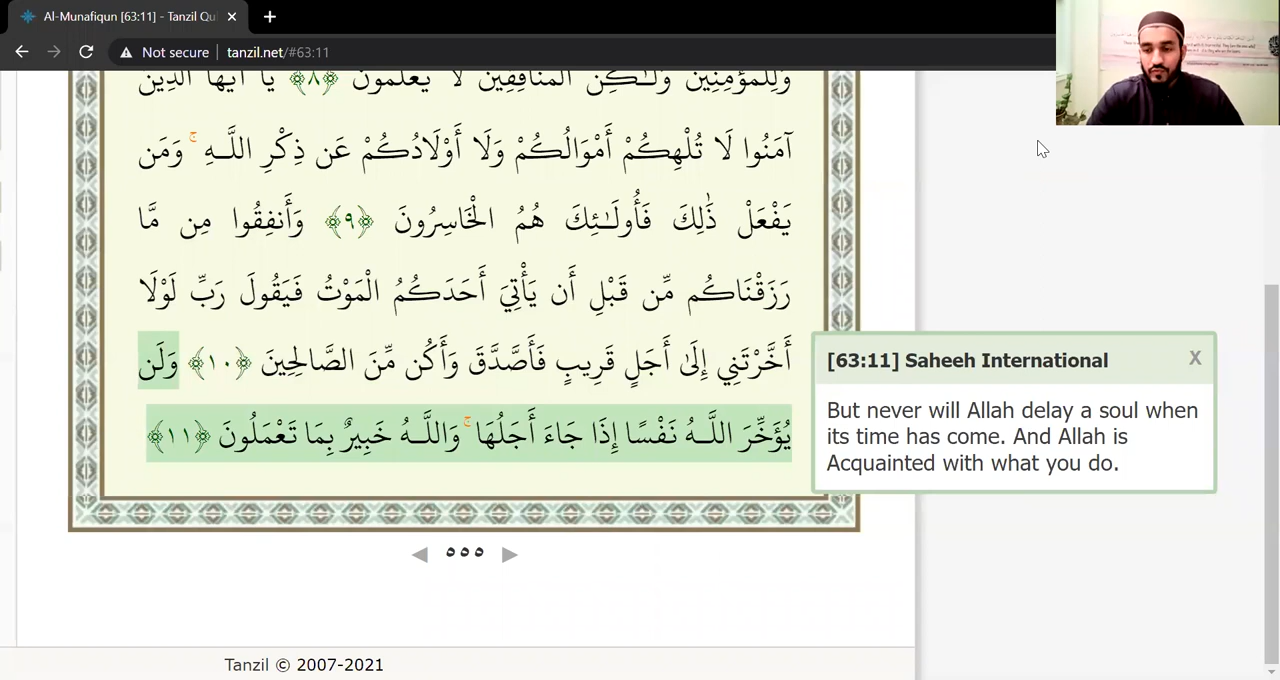 Al-Munafiqun [63:11] - Tanzil Qu
Not secure
tanzil.net/#63:11
وَلِلْمُؤْمِنِينَ وَلَـٰكِنَّ الْمُنَافِقِينَ لَا يَعْلَمُونَ ﴿٨﴾ يَا أَيُّهَا الَّذِينَ
آمَنُوا لَا تُلْهِكُمْ أَمْوَالُكُمْ وَلَا أَوْلَادُكُمْ عَن ذِكْرِ اللَّـهِ ۚ وَمَن
يَفْعَلْ ذَٰلِكَ فَأُولَـٰئِكَ هُمُ الْخَاسِرُونَ ﴿٩﴾ وَأَنفِقُوا مِن مَّا
رَزَقْنَاكُم مِّن قَبْلِ أَن يَأْتِيَ أَحَدَكُمُ الْمَوْتُ فَيَقُولَ رَبِّ لَوْلَا
أَخَّرْتَنِي إِلَىٰ أَجَلٍ قَرِيبٍ فَأَصَّدَّقَ وَأَكُن مِّنَ الصَّالِحِينَ ﴿١٠﴾ وَلَن
يُؤَخِّرَ اللَّـهُ نَفْسًا إِذَا جَاءَ أَجَلُهَا ۚ وَاللَّـهُ خَبِيرٌ بِمَا تَعْمَلُونَ ﴿١١﴾
[63:11] Saheeh International X
But never will Allah delay a soul when
its time has come. And Allah is
Acquainted with what you do.
◀ ٥٥٥ ▶
Tanzil © 2007-2021